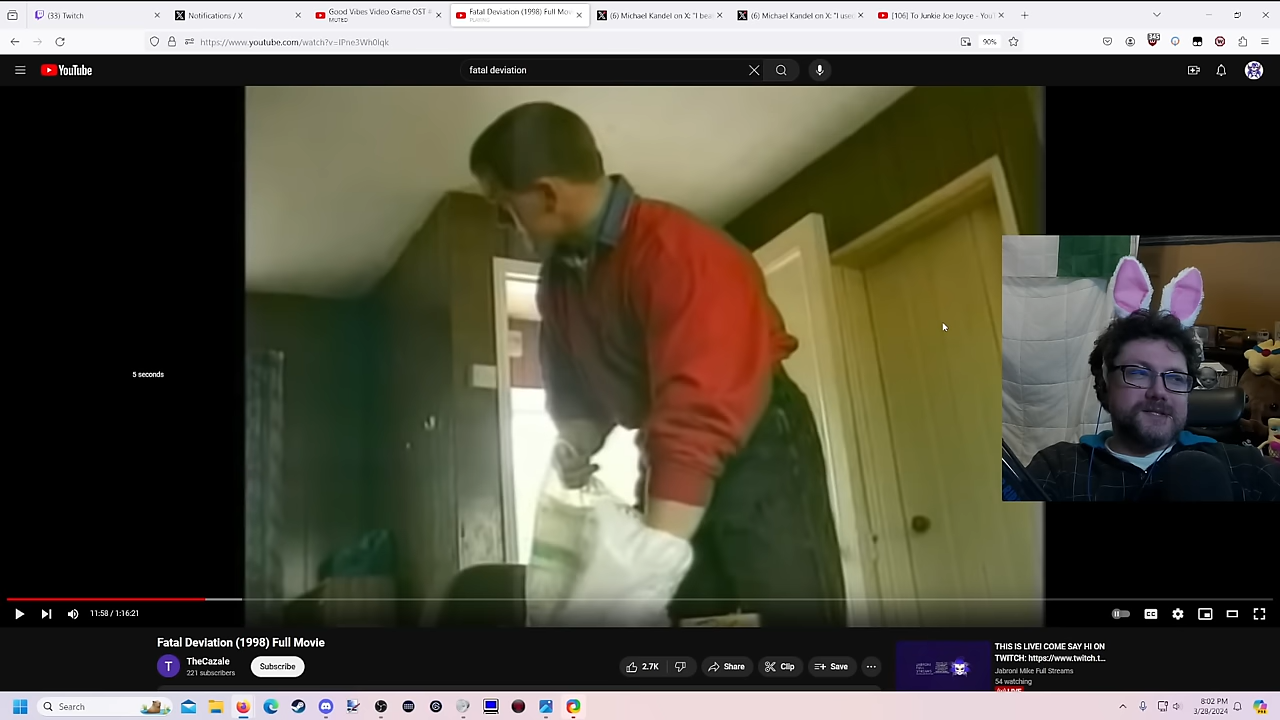 (33) Twitch
Notifications / X
Good Vibes Video Game OST
MUTED
Fatal Deviation (1998) Full Mov
PLAYING
(6) Michael Kandel on X: "I bea
(6) Michael Kandel on X: "I use
[106] To Junkie Joe Joyce - You
https://www.youtube.com/watch?v=IPne3Wh0lqk
90%
345
YouTube
fatal deviation
5 seconds
11:58 / 1:16:21
CC
Fatal Deviation (1998) Full Movie
T
TheCazale
221 subscribers
Subscribe
2.7K
Share
Clip
Save
THIS IS LIVE! COME SAY HI ON
TWITCH: https://www.twitch.t...
Jabroni Mike Full Streams
54 watching
LIVE
Search
8:02 PM
3/28/2024